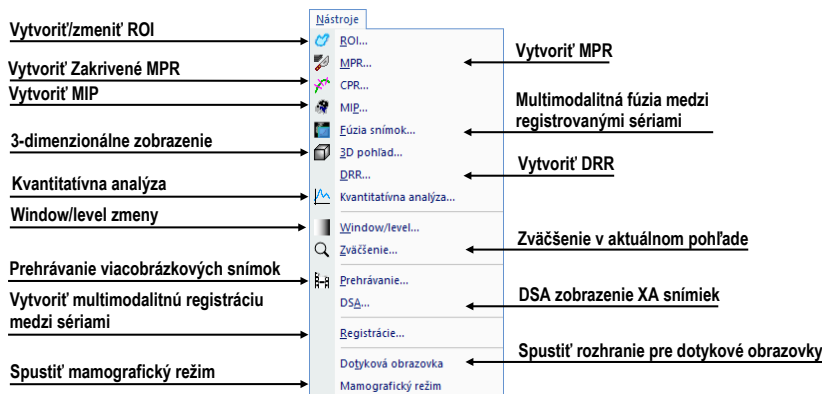 Nástroje
Vytvoriť/zmeniť ROI
ROI...
Vytvoriť MPR
MPR...
Vytvoriť Zakrivené MPR
CPR...
Vytvoriť MIP
MIP...
Multimodalitná fúzia medzi
registrovanými sériami
Fúzia snímok...
3-dimenzionálne zobrazenie
3D pohľad...
Vytvoriť DRR
DRR...
Kvantitatívna analýza
Kvantitatívna analýza...
Window/level zmeny
Window/level...
Zväčšenie v aktuálnom pohľade
Zväčšenie...
Prehrávanie viacobrázkových snímok
Prehrávanie...
DSA zobrazenie XA snímiek
DSA...
Vytvoriť multimodalitnú registráciu
medzi sériami
Registrácie...
Spustiť rozhranie pre dotykové obrazovky
Dotyková obrazovka
Spustiť mamografický režim
Mamografický režim